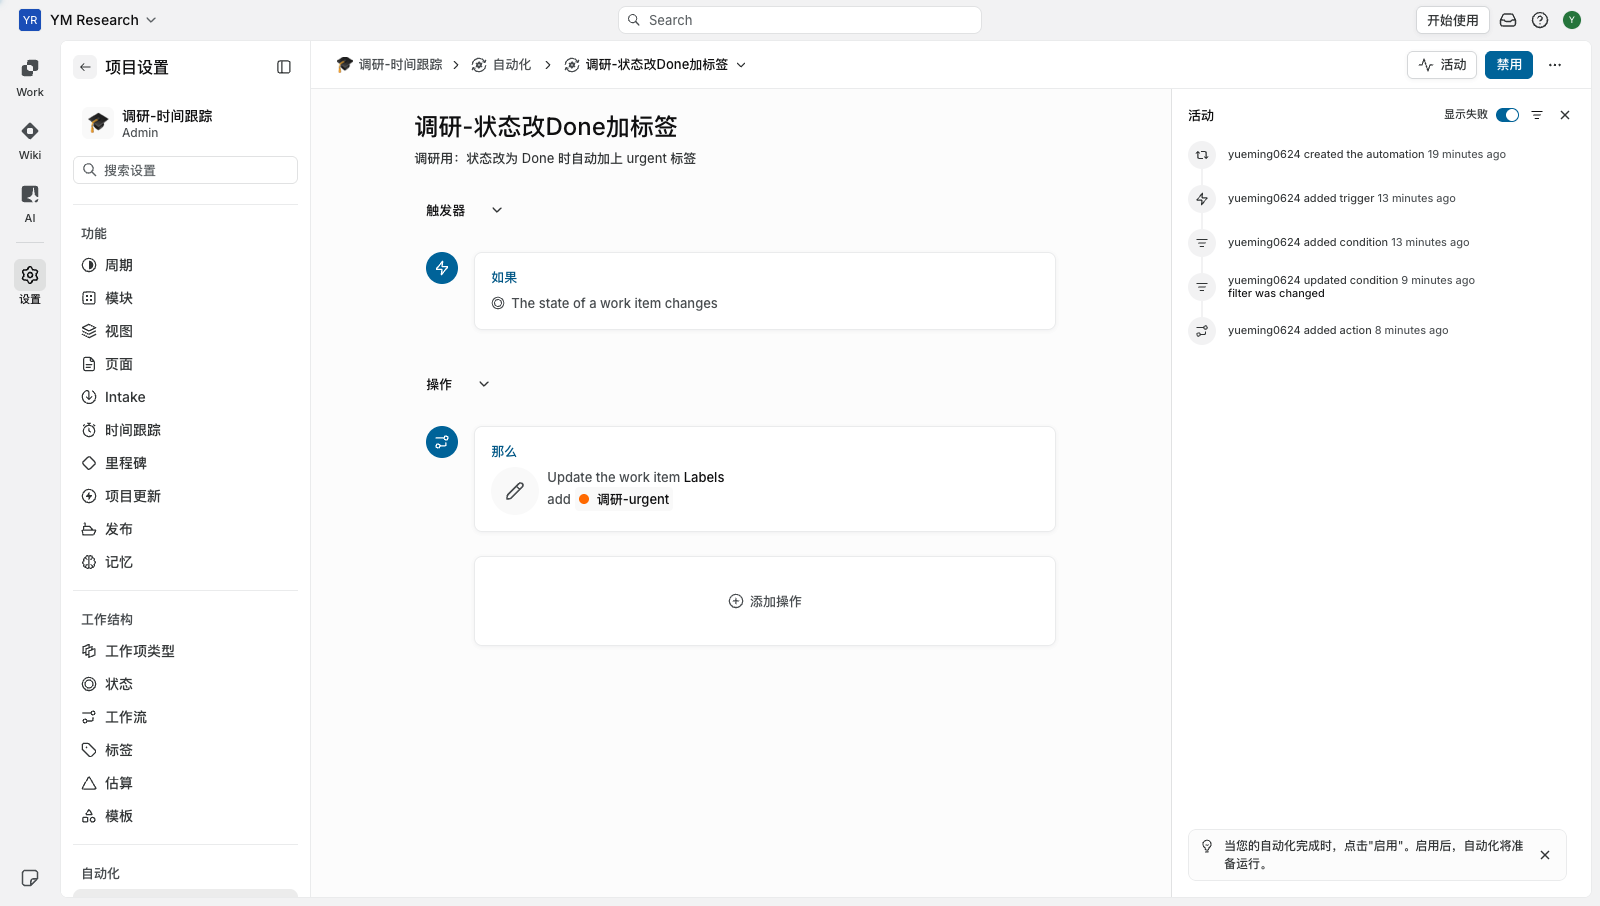 YR YM Research
Search
开始使用
Y
Work
Wiki
AI
设置
项目设置
调研-时间跟踪
Admin
搜索设置
功能
周期
模块
视图
页面
Intake
时间跟踪
里程碑
项目更新
发布
记忆
工作结构
工作项类型
状态
工作流
标签
估算
模板
自动化
调研-时间跟踪 自动化 调研-状态改Done加标签
活动
禁用
调研-状态改Done加标签
调研用：状态改为 Done 时自动加上 urgent 标签
触发器
如果
The state of a work item changes
操作
那么
Update the work item Labels
add 调研-urgent
添加操作
活动
显示失败
yueming0624 created the automation 19 minutes ago
yueming0624 added trigger 13 minutes ago
yueming0624 added condition 13 minutes ago
yueming0624 updated condition 9 minutes ago
filter was changed
yueming0624 added action 8 minutes ago
当您的自动化完成时，点击"启用"。启用后，自动化将准
备运行。